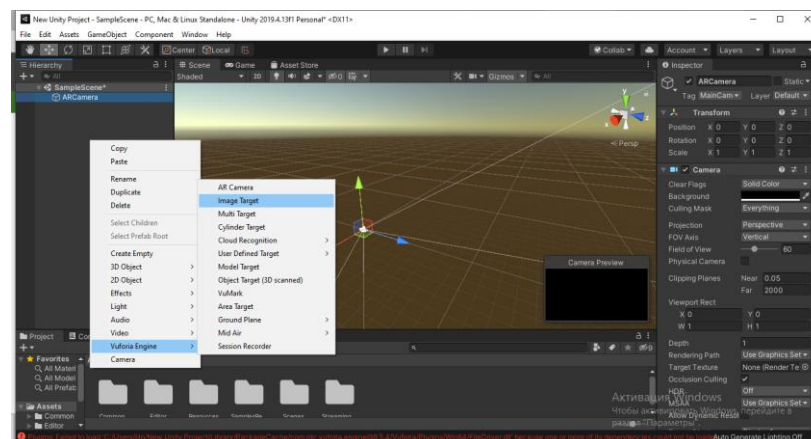 New Unity Project - SampleScene - PC, Mac & Linux Standalone - Unity 2019.4.13f1 Personal* <DX11>
File Edit Assets GameObject Component Window Help
Center Local
Collab Account Layers Layout
Hierarchy
All
SampleScene*
ARCamera
Scene Game Asset Store
Shaded 2D 0 Gizmos All
y
z
Persp
Copy
Paste
Rename
Duplicate
Delete
Select Children
Select Prefab Root
Create Empty
3D Object
2D Object
Effects
Light
Audio
Video
Vuforia Engine
Camera
AR Camera
Image Target
Multi Target
Cylinder Target
Cloud Recognition
User Defined Target
Model Target
Object Target (3D scanned)
VuMark
Area Target
Ground Plane
Mid Air
Session Recorder
Camera Preview
Inspector
ARCamera Static
Tag MainCam Layer Default
Transform
Position X 0 Y 0 Z 0
Rotation X 0 Y 0 Z 0
Scale X 1 Y 1 Z 1
Camera
Clear Flags Solid Color
Background
Culling Mask Everything
Projection Perspective
FOV Axis Vertical
Field of View 60
Physical Camera
Clipping Planes Near 0.05
Far 2000
Viewport Rect
X 0 Y 0
W 1 H 1
Depth 1
Rendering Path Use Graphics Set
Target Texture None (Render Te
Occlusion Culling
HDR Off
MSAA Use Graphics Set
Allow Dynamic Resol
Project
Favorites
All Materi
All Model
All Prefab
Assets
Common
Editor
Common Editor Resources SampleRe Scenes Streaming
Активация Windows
Чтобы активировать Windows, перейдите в
раздел "Параметры".
Auto Generate Lighting Off